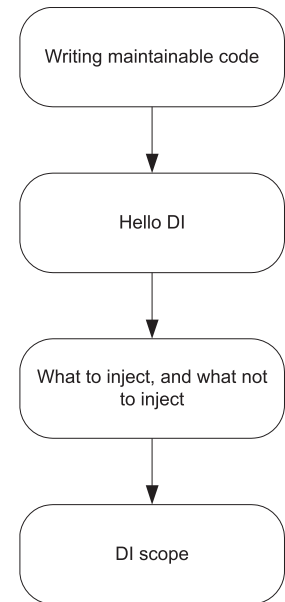 Writing maintainable code
Hello DI
What to inject, and what not
to inject
DI scope